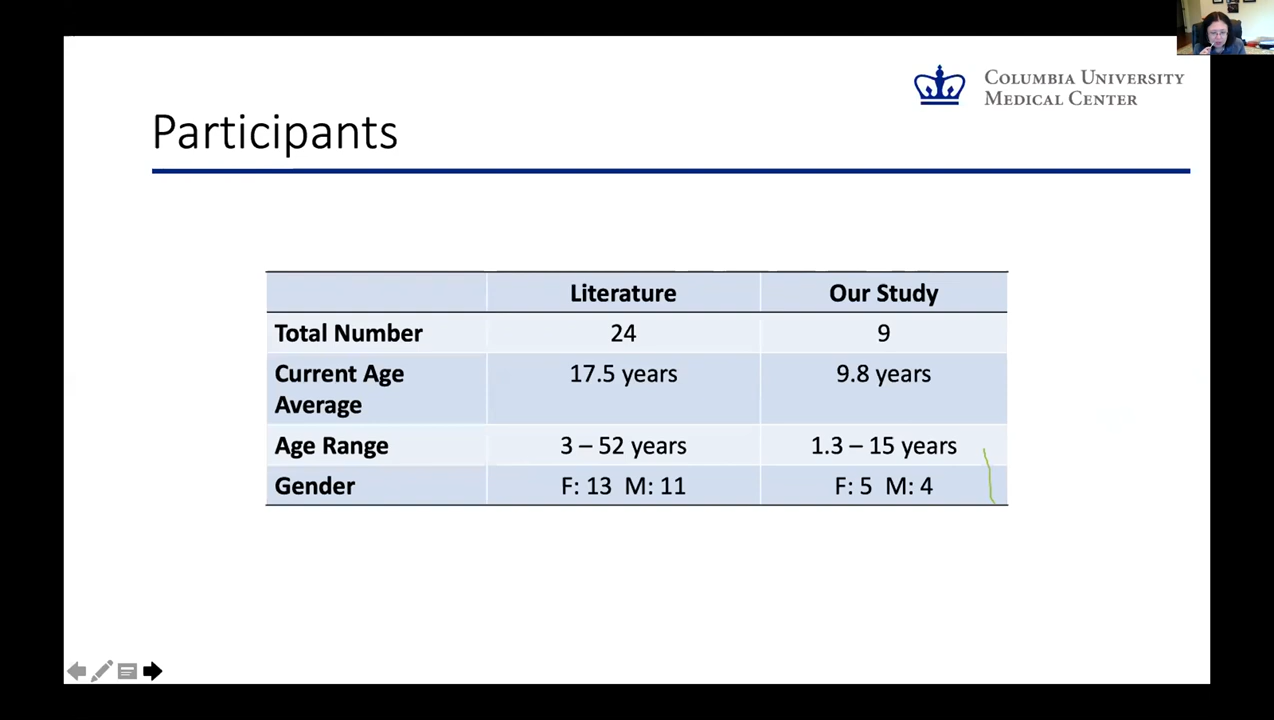 COLUMBIA UNIVERSITY
MEDICAL CENTER
Participants
Literature Our Study
Total Number 24 9
Current Age Average 17.5 years 9.8 years
Age Range 3 – 52 years 1.3 – 15 years
Gender F: 13 M: 11 F: 5 M: 4